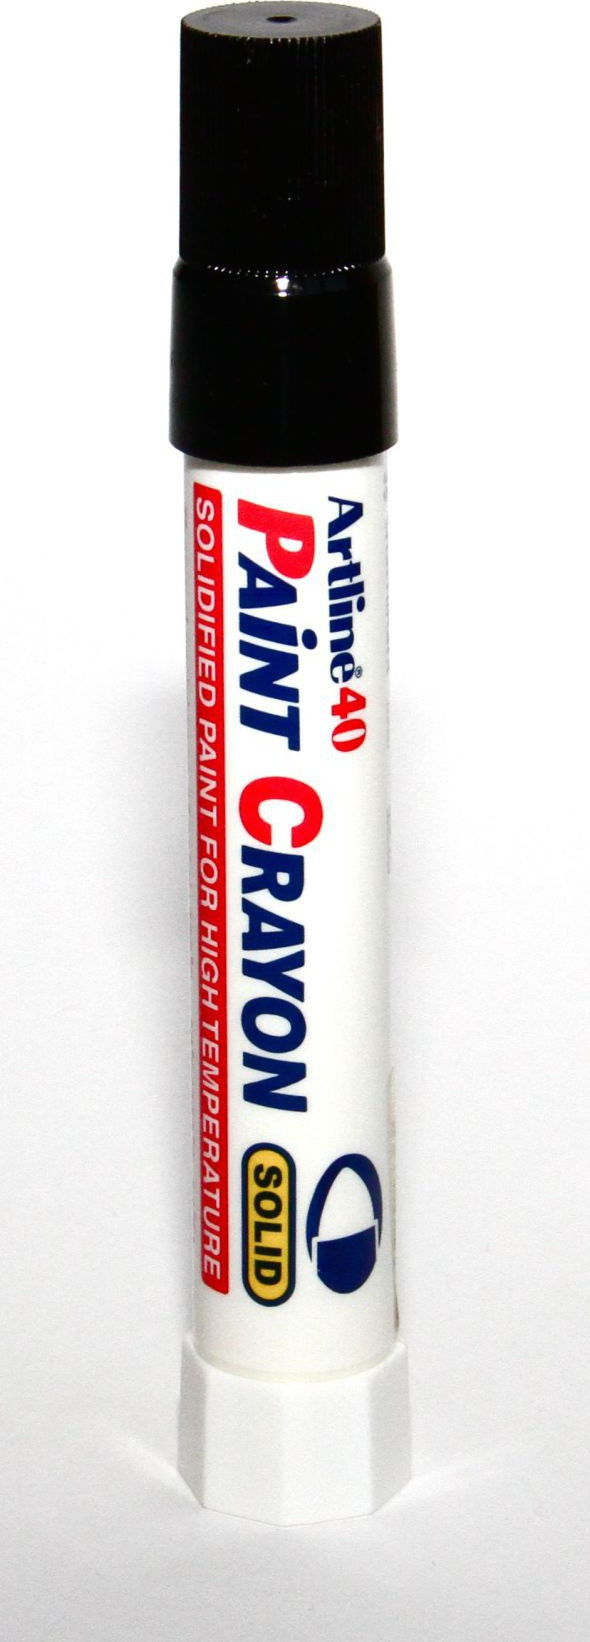 Artline®40
PAiNT CRAYON
SOLID
SOLIDIFIED PAINT FOR HIGH TEMPERATURE